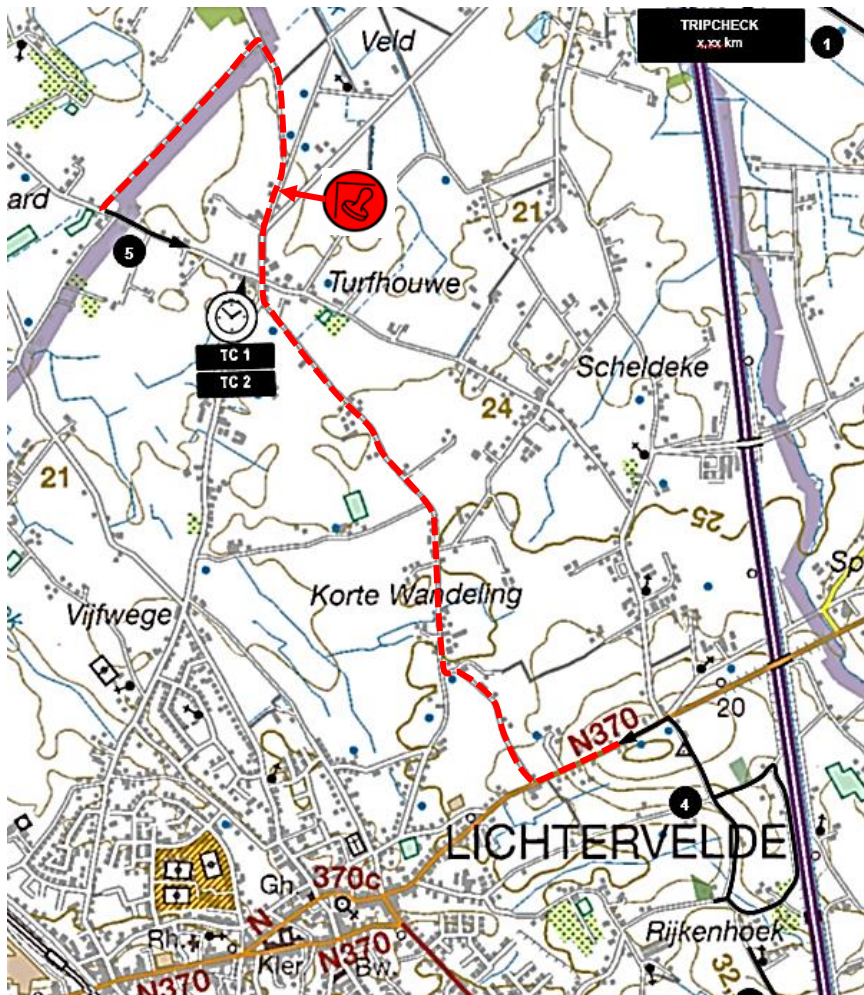 TRIPCHECK
x,xx km
1
Veld
ard
21
5
Turfhouwe
TC 1
TC 2
Scheldeke
24
21
25
Sp
Korte Wandeling
Vijfwege
20
N370
4
LICHTERVELDE
Gh.
370c
N
Rh.
Kler
N370
Bw.
Rijkenhoek
32,
N370